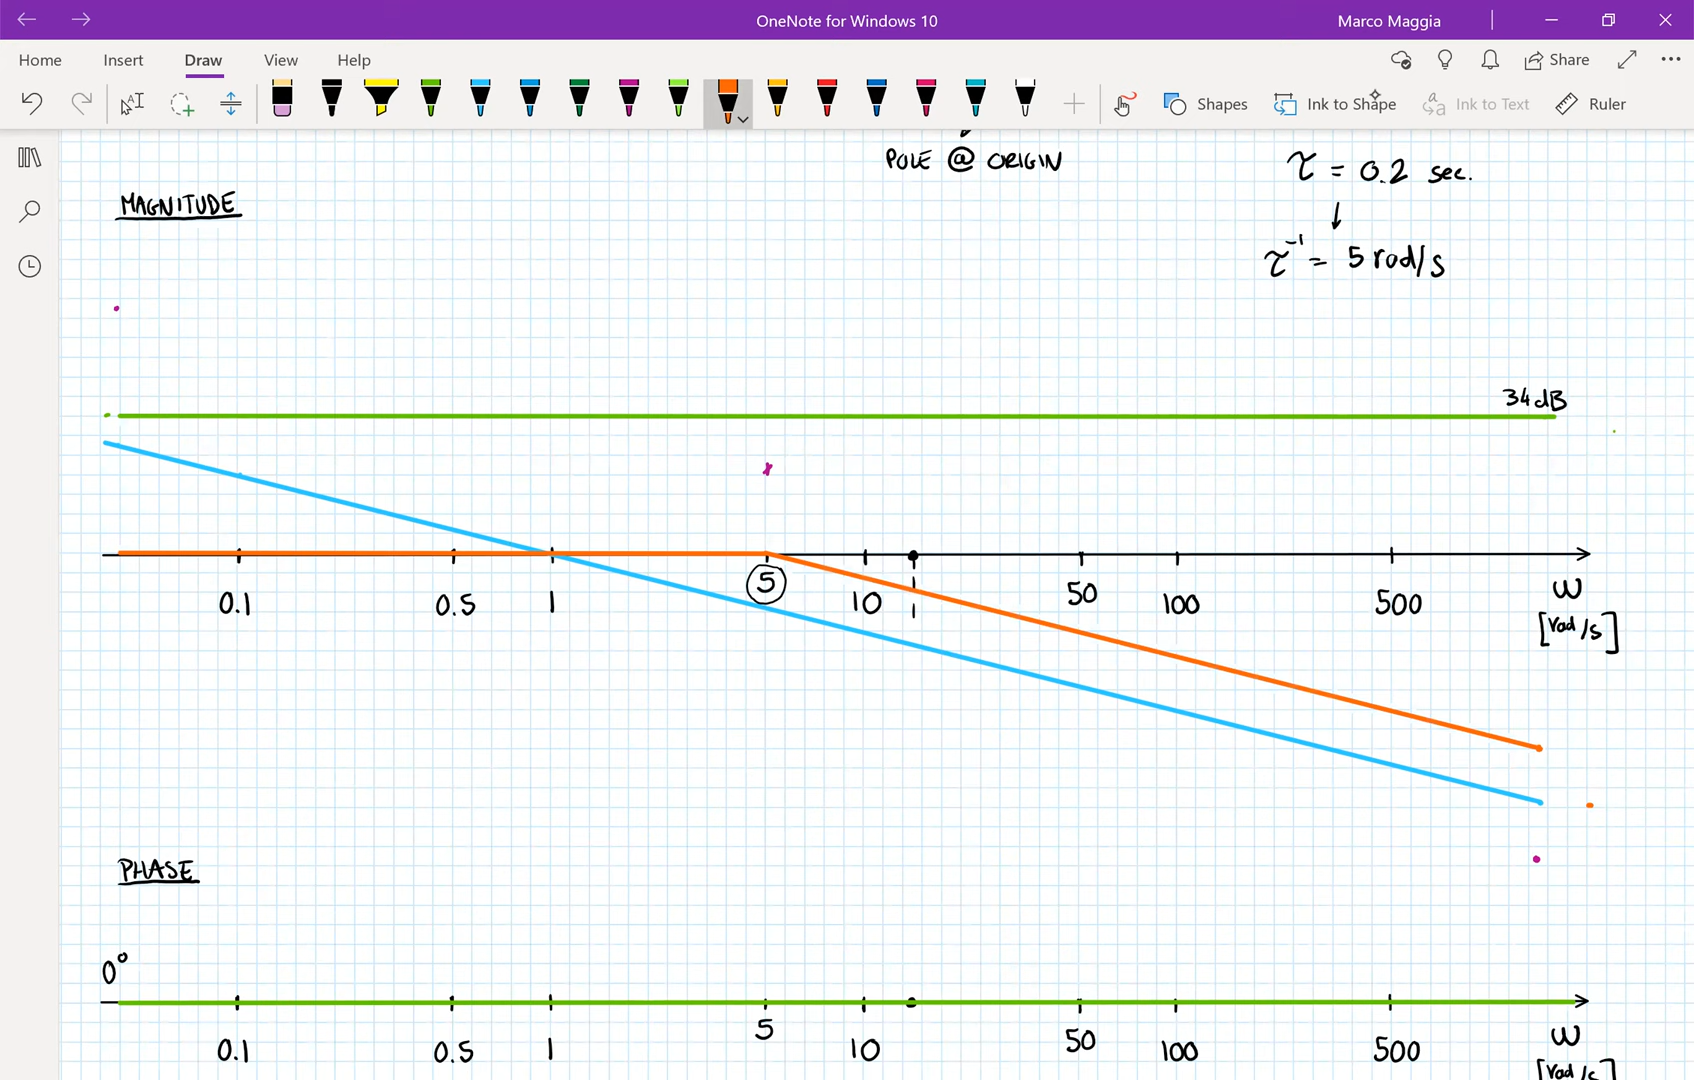 OneNote for Windows 10
Marco Maggia
Home Insert Draw View Help
Share
Shapes Ink to Shape Ink to Text Ruler
POLE @ ORIGIN
τ = 0.2 sec.
MAGNITUDE
τ⁻¹ = 5 rad/s
34 dB
0.1 0.5 1 5 10 50 100 500 ω
[rad/s]
PHASE
0°
0.1 0.5 1 5 10 50 100 500 ω
[rad/s]